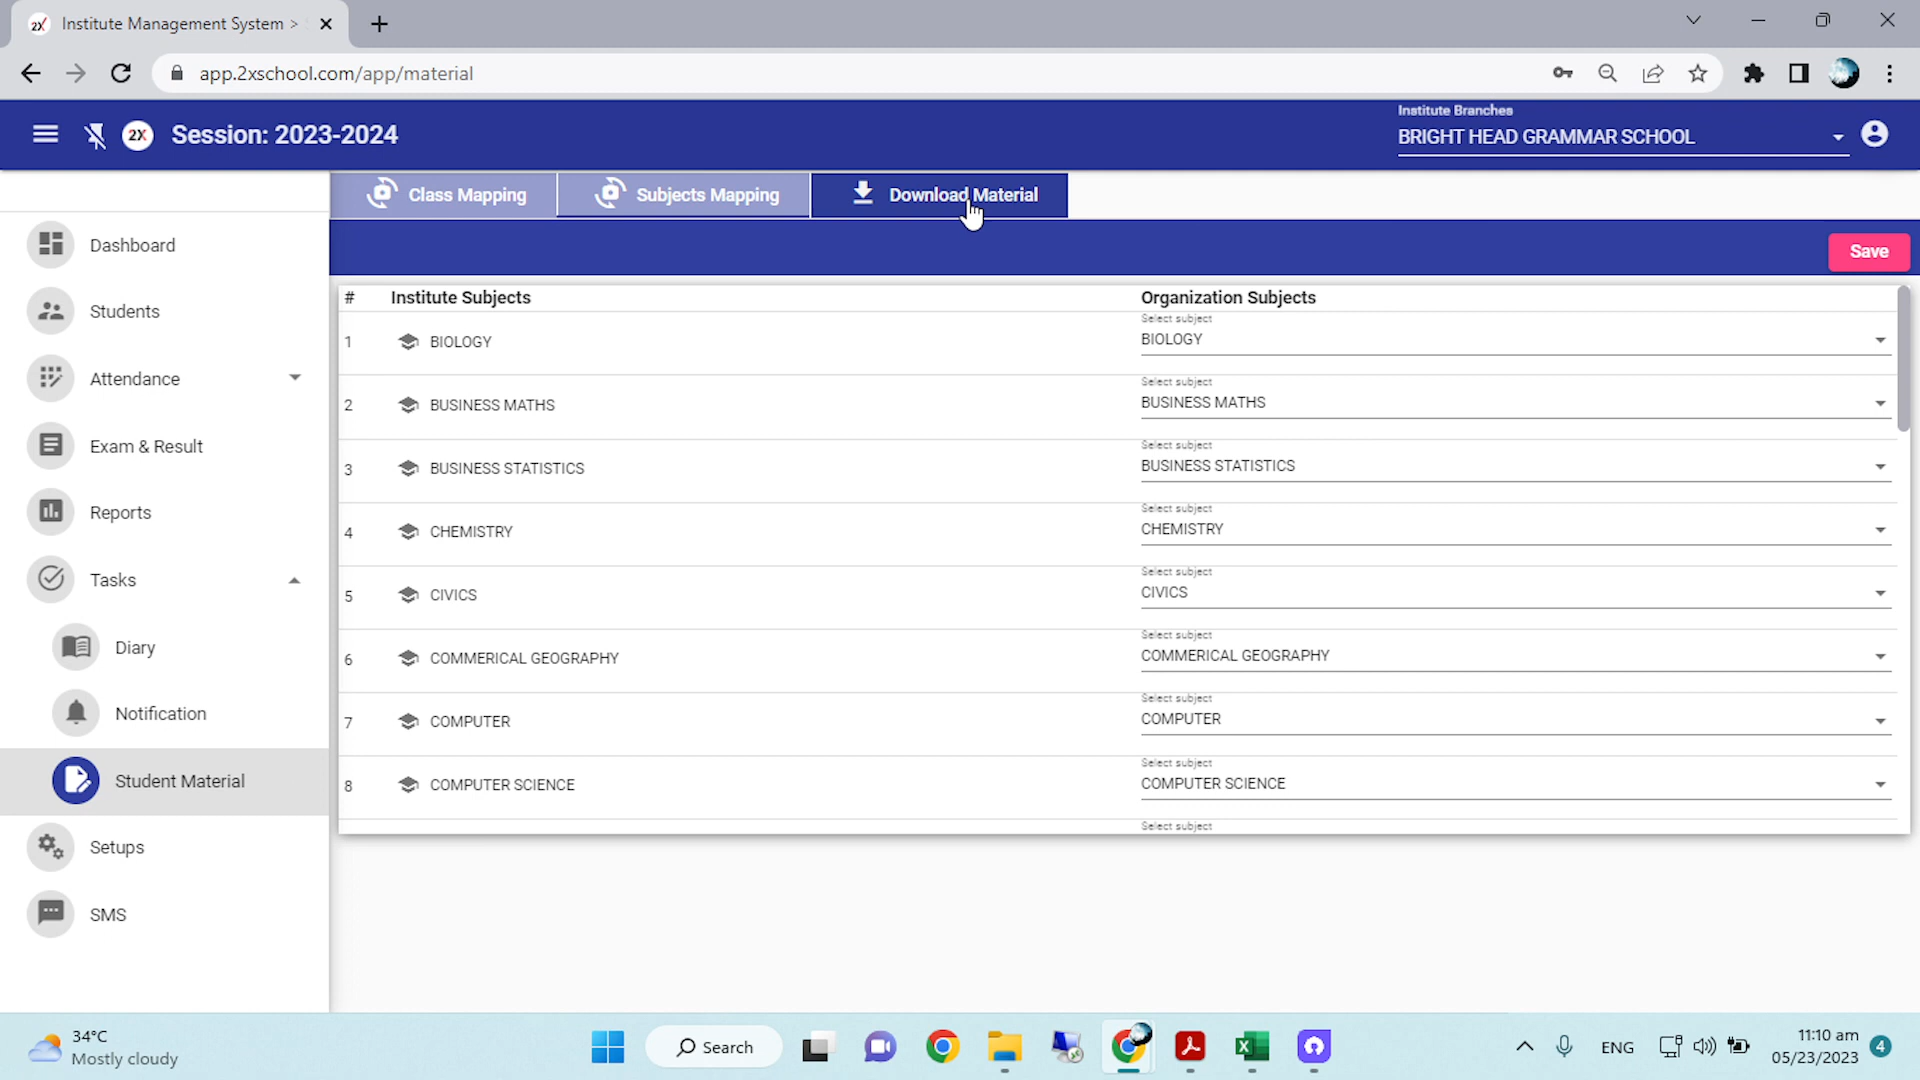 2X Institute Management System >
app.2xschool.com/app/material
2X Session: 2023-2024
Institute Branches
BRIGHT HEAD GRAMMAR SCHOOL
Class Mapping
Subjects Mapping
Download Material
Save
Dashboard
Students
Attendance
Exam & Result
Reports
Tasks
Diary
Notification
Student Material
Setups
SMS
# Institute Subjects Organization Subjects
Select subject
1 BIOLOGY BIOLOGY
Select subject
2 BUSINESS MATHS BUSINESS MATHS
Select subject
3 BUSINESS STATISTICS BUSINESS STATISTICS
Select subject
4 CHEMISTRY CHEMISTRY
Select subject
5 CIVICS CIVICS
Select subject
6 COMMERICAL GEOGRAPHY COMMERICAL GEOGRAPHY
Select subject
7 COMPUTER COMPUTER
Select subject
8 COMPUTER SCIENCE COMPUTER SCIENCE
Select subject
34°C
Mostly cloudy
Search
ENG
11:10 am
05/23/2023
4